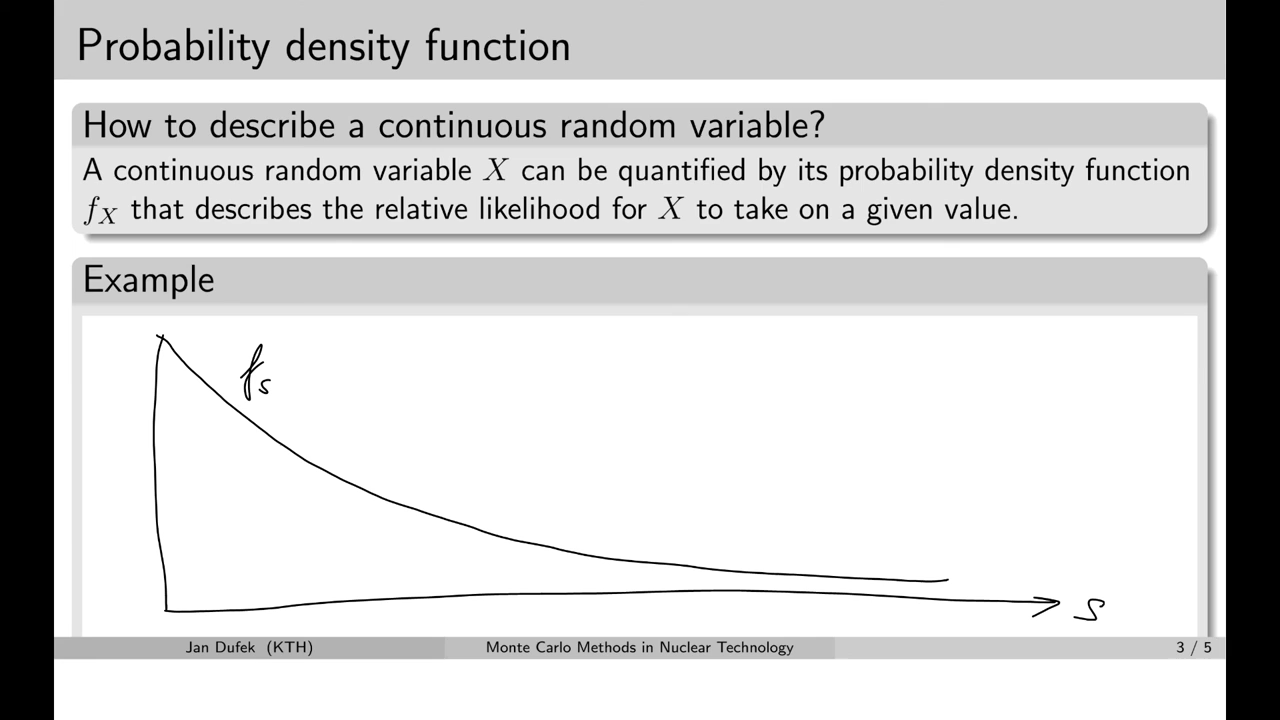 Probability density function
How to describe a continuous random variable?
A continuous random variable X can be quantified by its probability density function
f_X that describes the relative likelihood for X to take on a given value.
Example
f_s
s
Jan Dufek (KTH) Monte Carlo Methods in Nuclear Technology 3 / 5